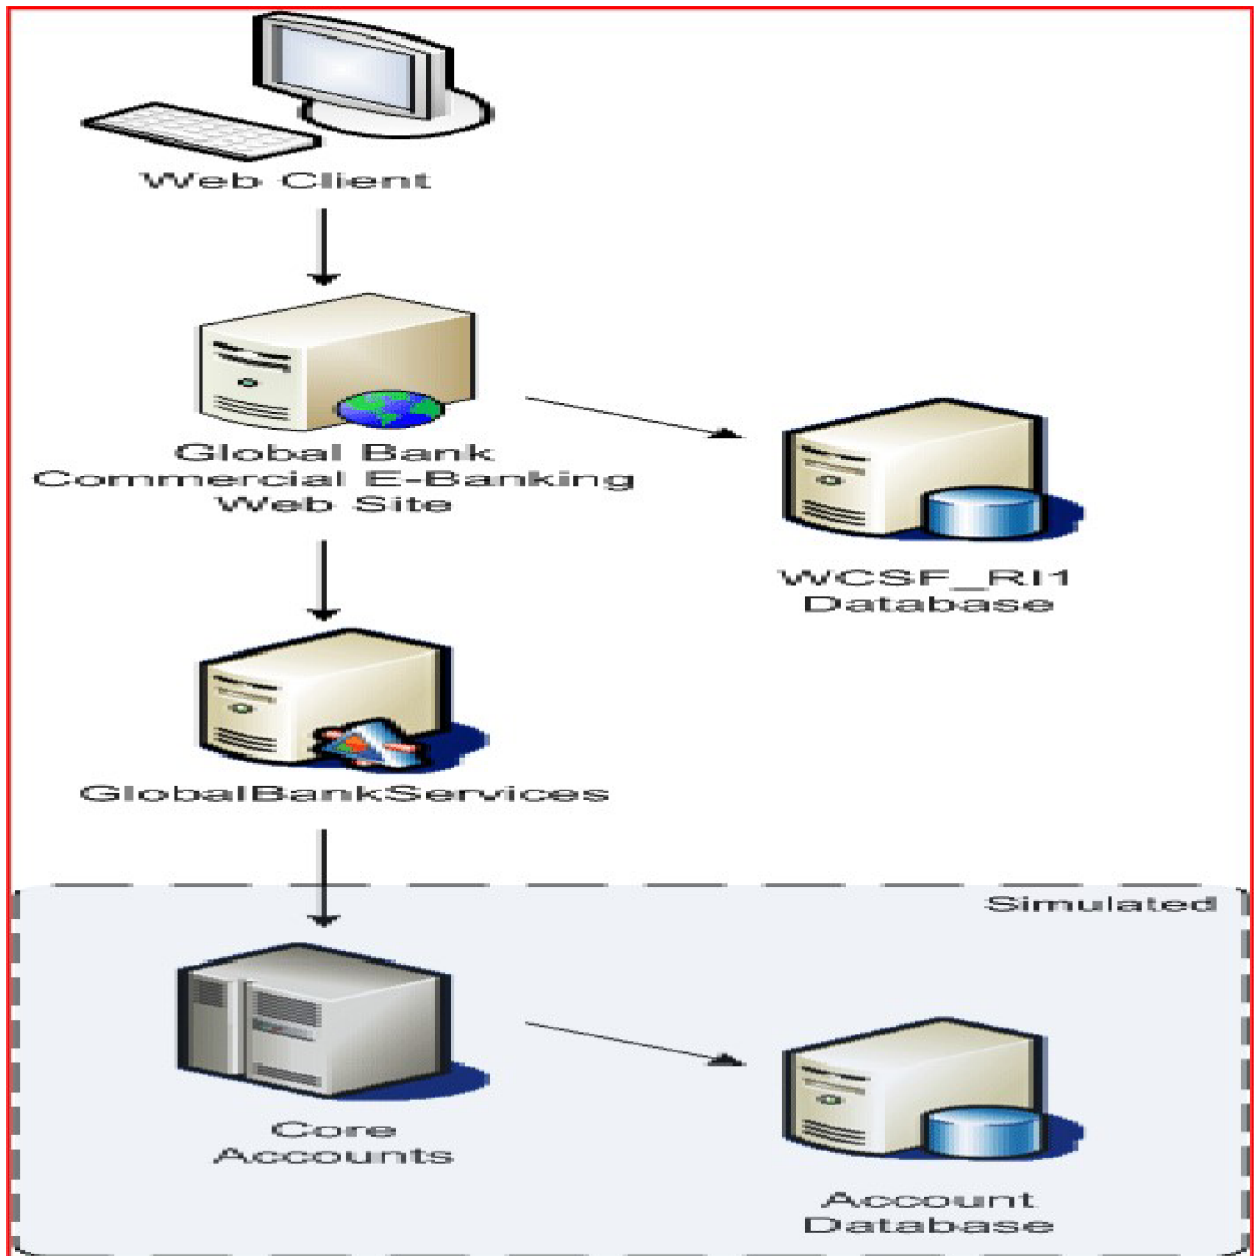 Web Client
Global Bank
Commercial E-Banking
Web Site
WCSF_RI1
Database
GlobalBankServices
Simulated
Core
Accounts
Account
Database